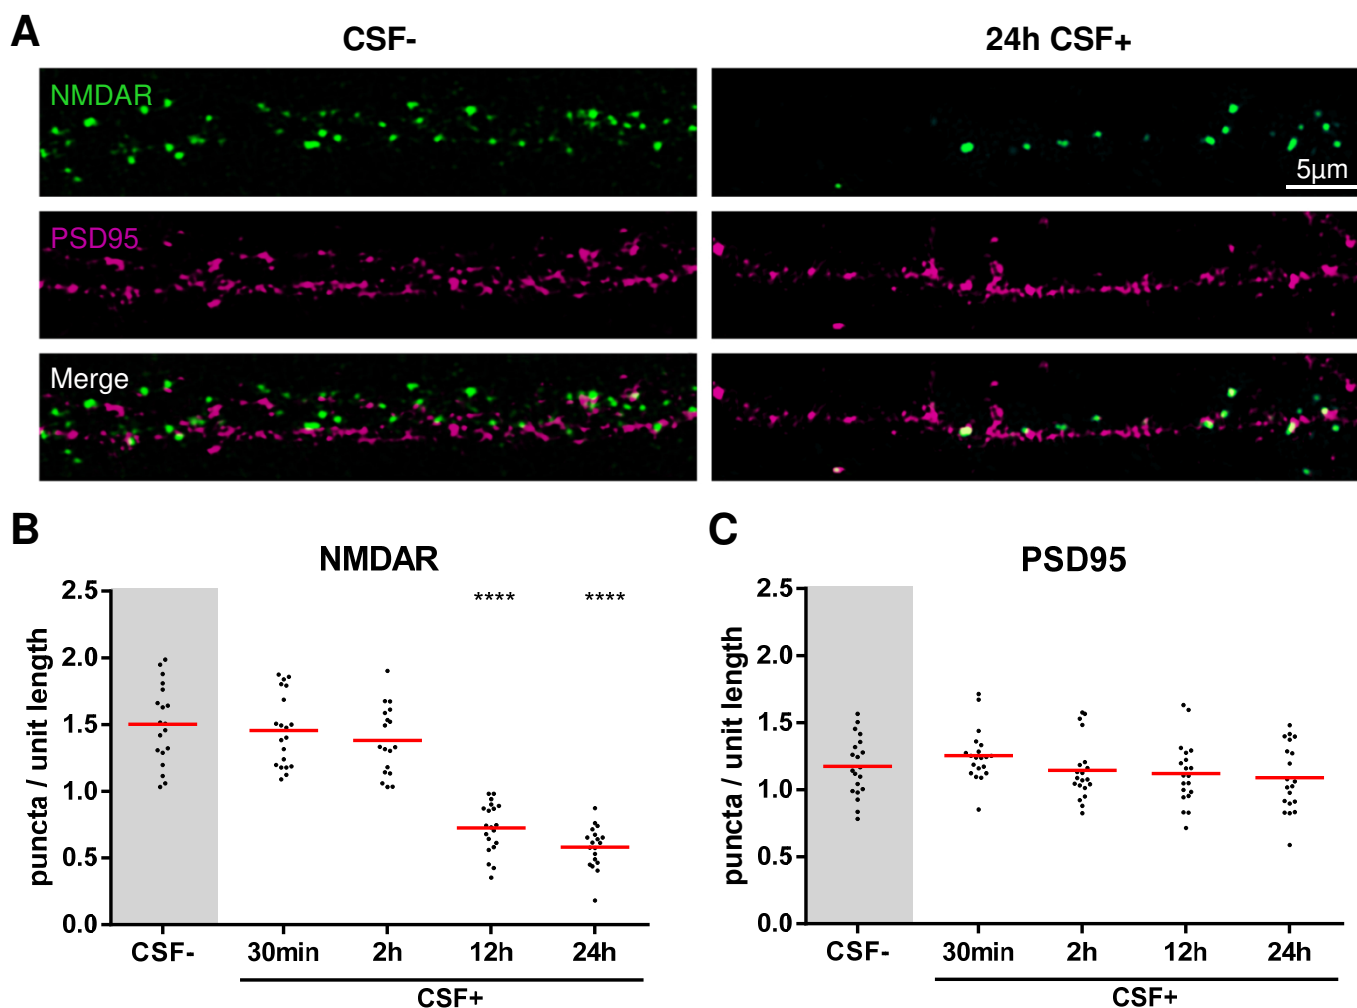 A
CSF-
24h CSF+
NMDAR
5µm
PSD95
Merge
B
NMDAR
puncta / unit length
2.5
2.0
1.5
1.0
0.5
0.0
****
****
CSF-
30min
2h
12h
24h
CSF+
C
PSD95
puncta / unit length
2.5
2.0
1.5
1.0
0.5
0.0
CSF-
30min
2h
12h
24h
CSF+